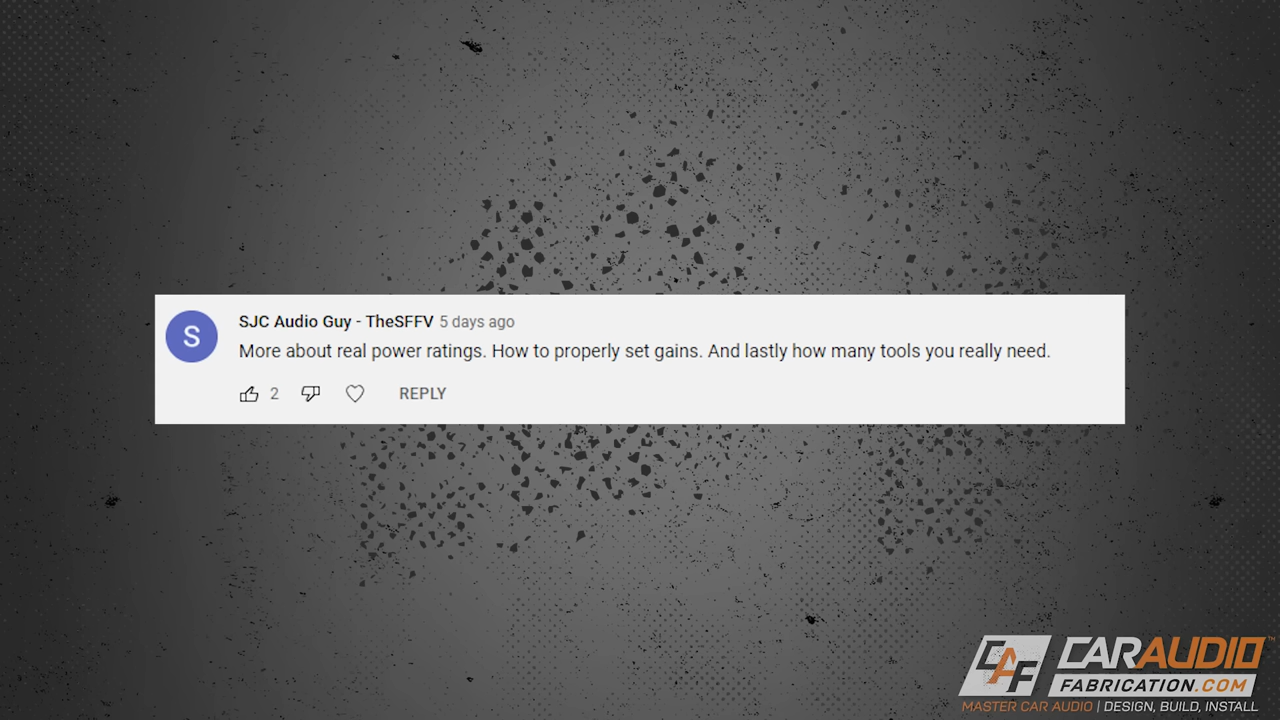 S
SJC Audio Guy - TheSFFV 5 days ago
More about real power ratings. How to properly set gains. And lastly how many tools you really need.
2
REPLY
CAF
CARAUDIO™
FABRICATION.COM
MASTER CAR AUDIO | DESIGN, BUILD, INSTALL